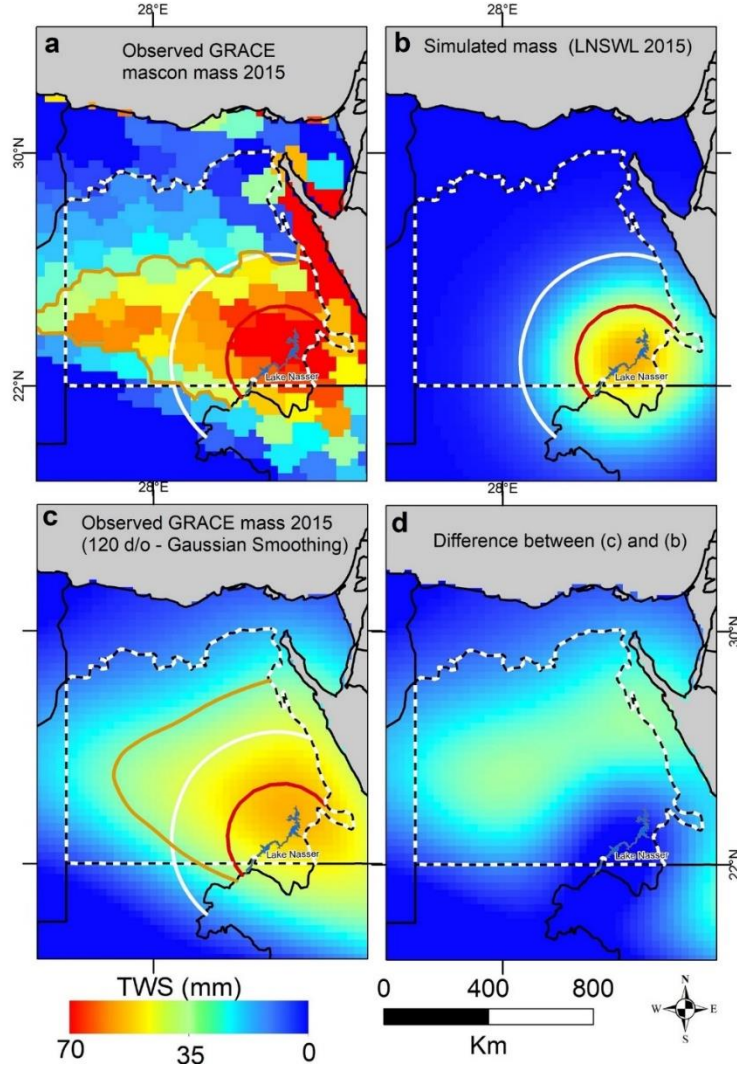 28°E
28°E
a
Observed GRACE
mascon mass 2015
b
Simulated mass (LNSWL 2015)
30°N
Lake Nasser
Lake Nasser
22°N
22°N
28°E
28°E
c
Observed GRACE mass 2015
(120 d/o - Gaussian Smoothing)
d
Difference between (c) and (b)
30°N
Lake Nasser
Lake Nasser
22°N
TWS (mm)
70
35
0
0
400
800
Km
N
W
E
S